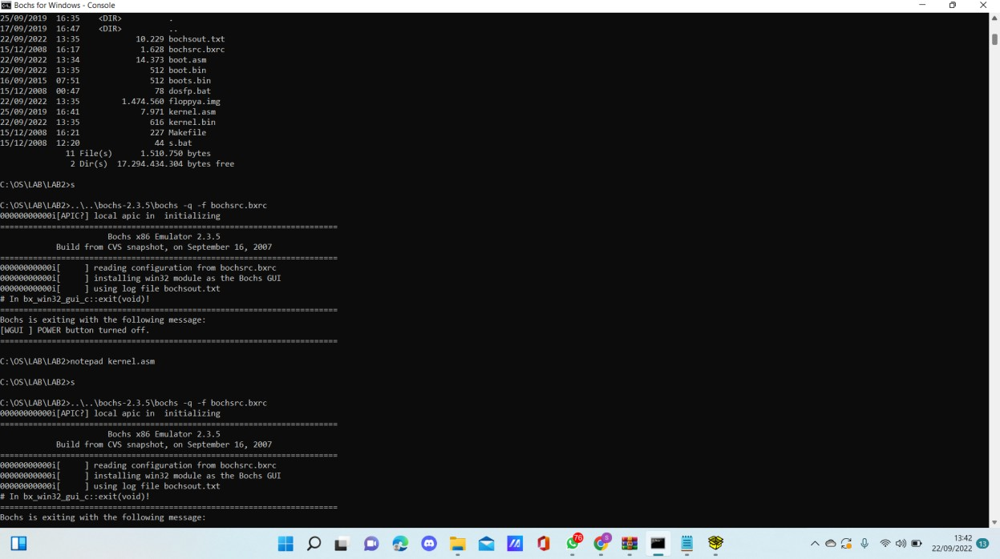 Bochs for Windows - Console
25/09/2019  16:35    <DIR>          .
17/09/2019  16:47    <DIR>          ..
22/09/2022  13:35            10.229 bochsout.txt
15/12/2008  16:17             1.628 bochsrc.bxrc
22/09/2022  13:34            14.373 boot.asm
22/09/2022  13:35               512 boot.bin
16/09/2015  07:51               512 boots.bin
15/12/2008  00:47                78 dosfp.bat
22/09/2022  13:35         1.474.560 floppya.img
25/09/2019  16:41             7.971 kernel.asm
22/09/2022  13:35               616 kernel.bin
15/12/2008  16:21               227 Makefile
15/12/2008  12:20                44 s.bat
              11 File(s)      1.510.750 bytes
               2 Dir(s)  17.294.434.304 bytes free
C:\OS\LAB\LAB2>s
C:\OS\LAB\LAB2>..\..\bochs-2.3.5\bochs -q -f bochsrc.bxrc
00000000000i[APIC?] local apic in  initializing
========================================================================
                       Bochs x86 Emulator 2.3.5
            Build from CVS snapshot, on September 16, 2007
========================================================================
00000000000i[     ] reading configuration from bochsrc.bxrc
00000000000i[     ] installing win32 module as the Bochs GUI
00000000000i[     ] using log file bochsout.txt
# In bx_win32_gui_c::exit(void)!
========================================================================
Bochs is exiting with the following message:
[WGUI ] POWER button turned off.
========================================================================
C:\OS\LAB\LAB2>notepad kernel.asm
C:\OS\LAB\LAB2>s
C:\OS\LAB\LAB2>..\..\bochs-2.3.5\bochs -q -f bochsrc.bxrc
00000000000i[APIC?] local apic in  initializing
========================================================================
                       Bochs x86 Emulator 2.3.5
            Build from CVS snapshot, on September 16, 2007
========================================================================
00000000000i[     ] reading configuration from bochsrc.bxrc
00000000000i[     ] installing win32 module as the Bochs GUI
00000000000i[     ] using log file bochsout.txt
# In bx_win32_gui_c::exit(void)!
========================================================================
Bochs is exiting with the following message:
76
13:42
22/09/2022
13